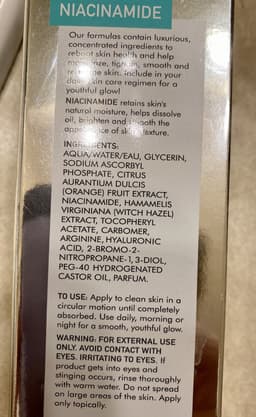 NIACINAMIDE
Our formulas contain luxurious,
concentrated ingredients to
reboot skin health and help
smooth and
skin. Include in your
skin care regimen for a
youthful glow!
NIACINAMIDE retains skin's
natural moisture, helps dissolve
oil, brighten and smooth the
appearance of skin texture.
INGREDIENTS:
AQUA/WATER/EAU, GLYCERIN,
SODIUM ASCORBYL
PHOSPHATE, CITRUS
AURANTIUM DULCIS
(ORANGE) FRUIT EXTRACT,
NIACINAMIDE, HAMAMELIS
VIRGINIANA (WITCH HAZEL)
EXTRACT, TOCOPHERYL
ACETATE, CARBOMER,
ARGININE, HYALURONIC
ACID, 2-BROMO-2-
NITROPROPANE-1,3-DIOL,
PEG-40 HYDROGENATED
CASTOR OIL, PARFUM.
TO USE: Apply to clean skin in a
circular motion until completely
absorbed. Use daily, morning or
night for a smooth, youthful glow.
WARNING: FOR EXTERNAL USE
ONLY. AVOID CONTACT WITH
EYES. IRRITATING TO EYES. If
product gets into eyes and
stinging occurs, rinse thoroughly
with warm water. Do not spread
on large areas of the skin. Apply
only topically.